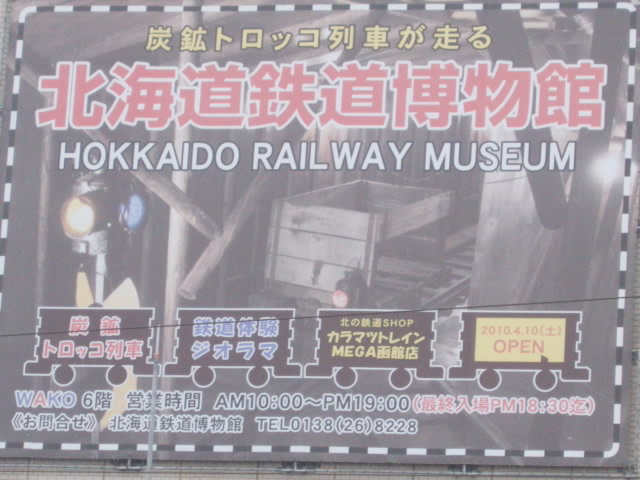 炭鉱トロッコ列車が走る
北海道鉄道博物館
HOKKAIDO RAILWAY MUSEUM
炭鉱
トロッコ列車
鉄道体験
ジオラマ
北の鉄道SHOP
カラマツトレイン
MEGA函館店
2010.4.10(土)
OPEN
WAKO 6階 営業時間 AM10:00〜PM19:00(最終入場PM18:30迄)
《お問合せ》 北海道鉄道博物館 TEL0138(26)8228